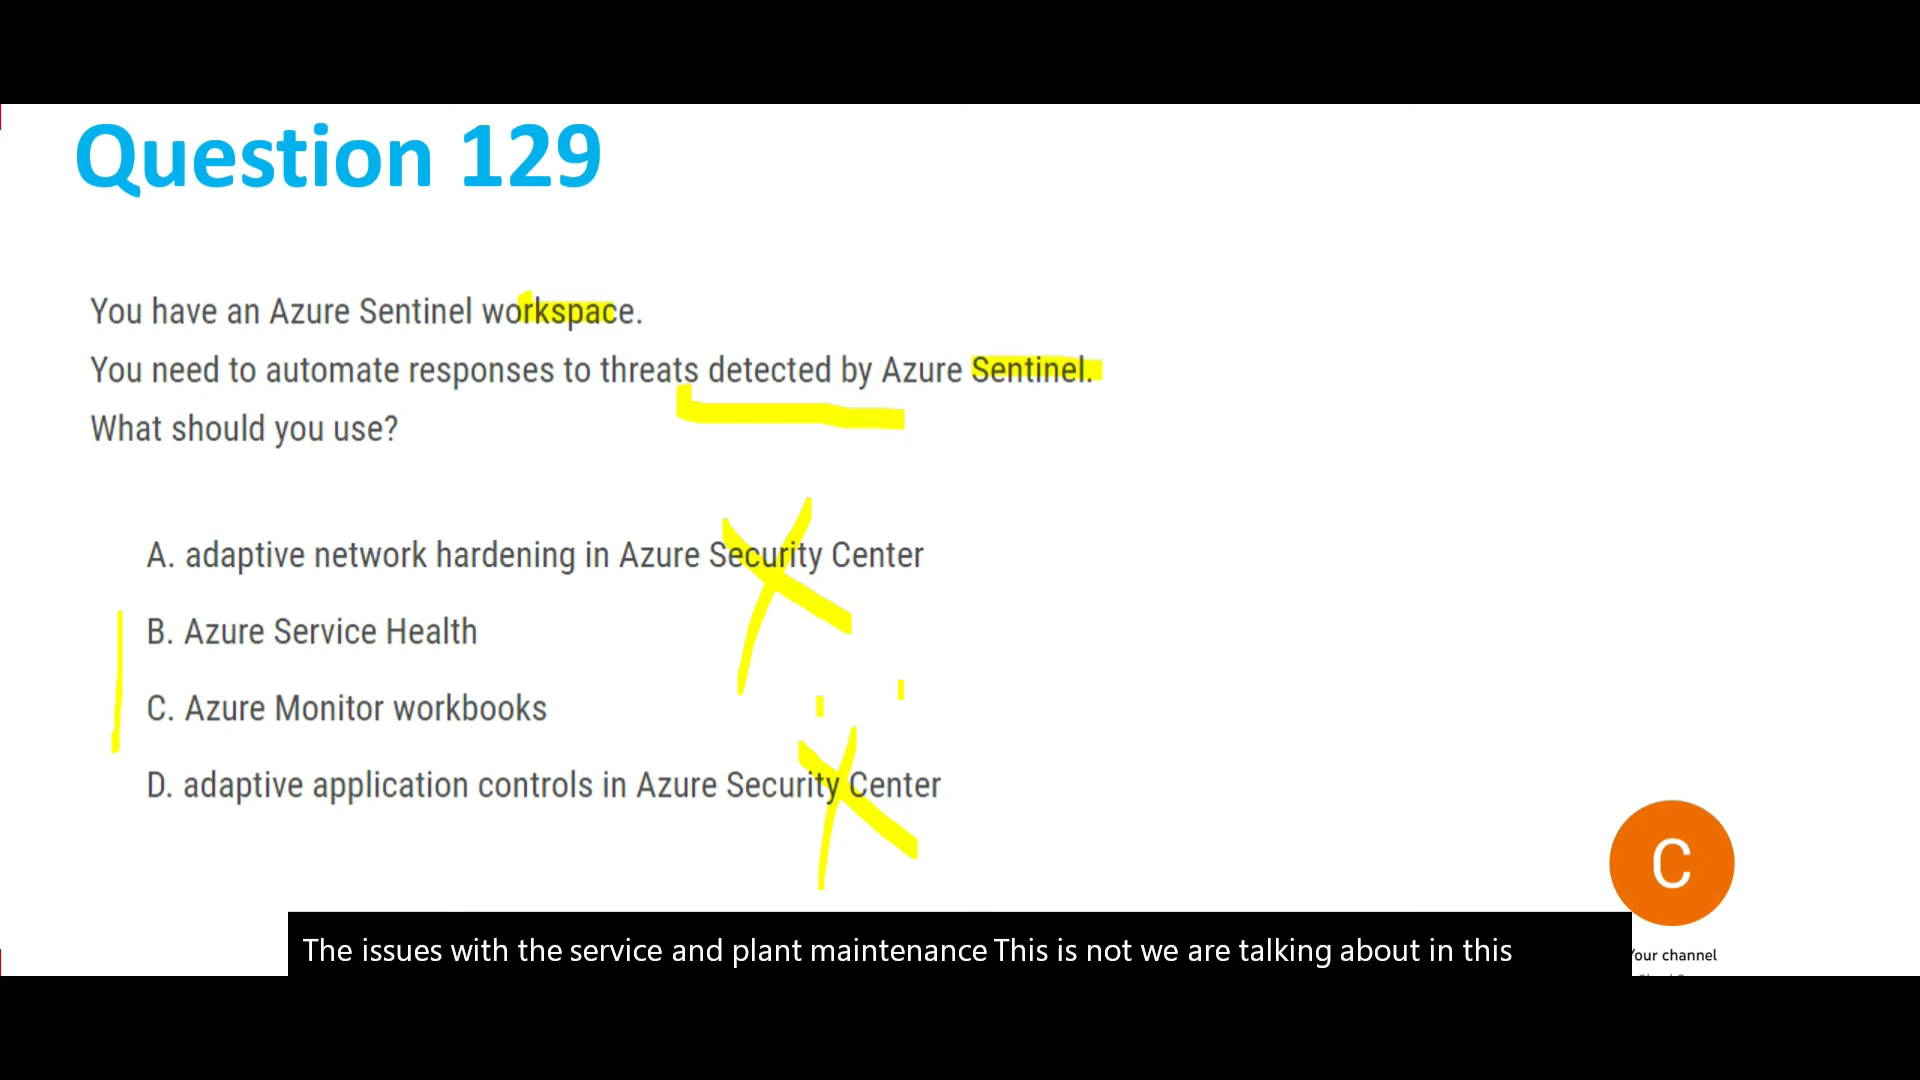 Question 129
You have an Azure Sentinel workspace.
You need to automate responses to threats detected by Azure Sentinel.
What should you use?
A. adaptive network hardening in Azure Security Center
B. Azure Service Health
C. Azure Monitor workbooks
D. adaptive application controls in Azure Security Center
C
The issues with the service and plant maintenance This is not we are talking about in this
Your channel